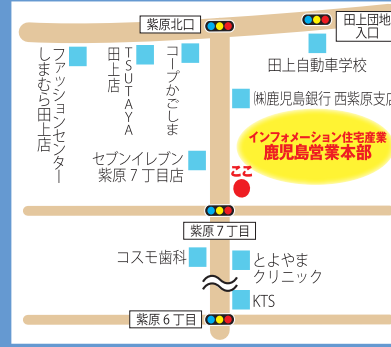 紫原北口
田上団地
入口
田上自動車学校
コープかごしま
TSUTAYA
田上店
ファッションセンター
しまむら田上店
㈱鹿児島銀行 西紫原支店
インフォメーション住宅産業
鹿児島営業本部
セブンイレブン
紫原7丁目店
ここ
紫原7丁目
コスモ歯科
とよやま
クリニック
KTS
紫原6丁目